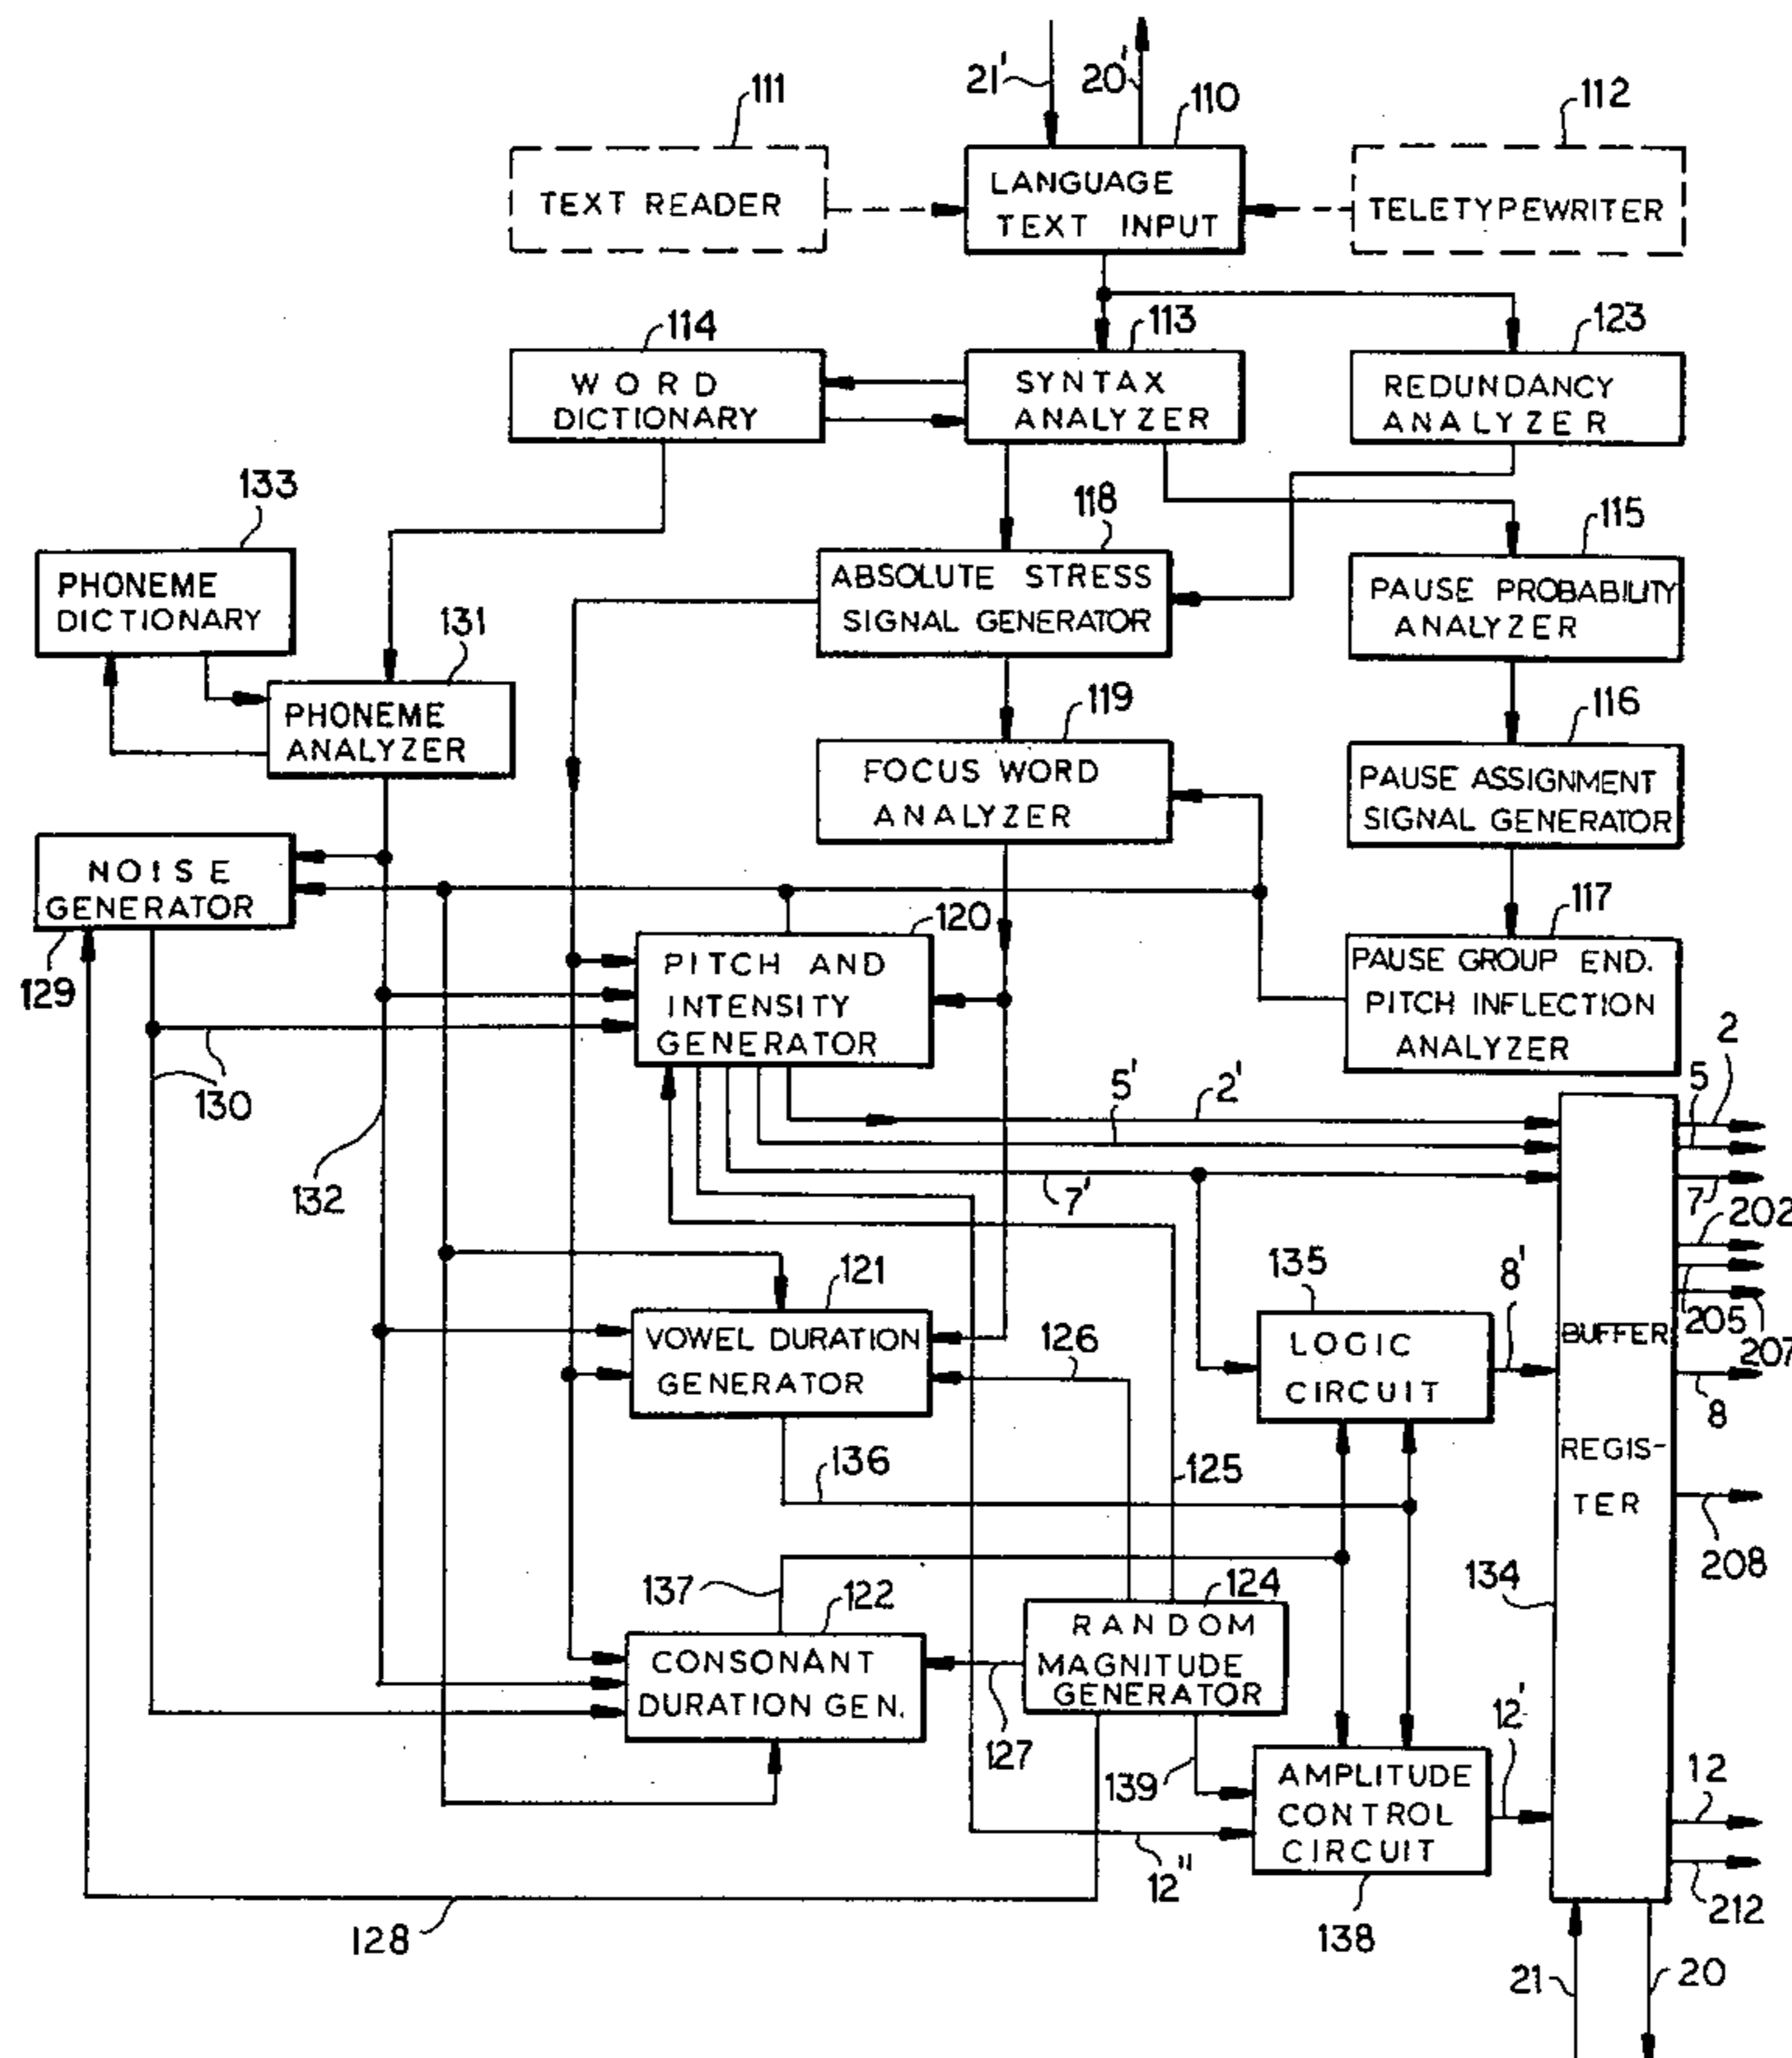 21'
20'
110
111
112
TEXT READER
LANGUAGE
TEXT INPUT
TELETYPEWRITER
114
113
123
WORD
DICTIONARY
SYNTAX
ANALYZER
REDUNDANCY
ANALYZER
133
118
115
PHONEME
DICTIONARY
ABSOLUTE STRESS
SIGNAL GENERATOR
PAUSE PROBABILITY
ANALYZER
131
PHONEME
ANALYZER
119
116
FOCUS WORD
ANALYZER
PAUSE ASSIGNMENT
SIGNAL GENERATOR
NOISE
GENERATOR
129
120
117
PITCH AND
INTENSITY
GENERATOR
PAUSE GROUP END.
PITCH INFLECTION
ANALYZER
130
132
5'
2'
7'
2
5
7
202
205
207
8
208
121
VOWEL DURATION
GENERATOR
126
135
LOGIC
CIRCUIT
8'
BUFFER
REGIS-
TER
134
136
125
137
122
124
CONSONANT
DURATION GEN.
RANDOM
MAGNITUDE
GENERATOR
127
139
12'
AMPLITUDE
CONTROL
CIRCUIT
12"
138
12
212
128
21
20